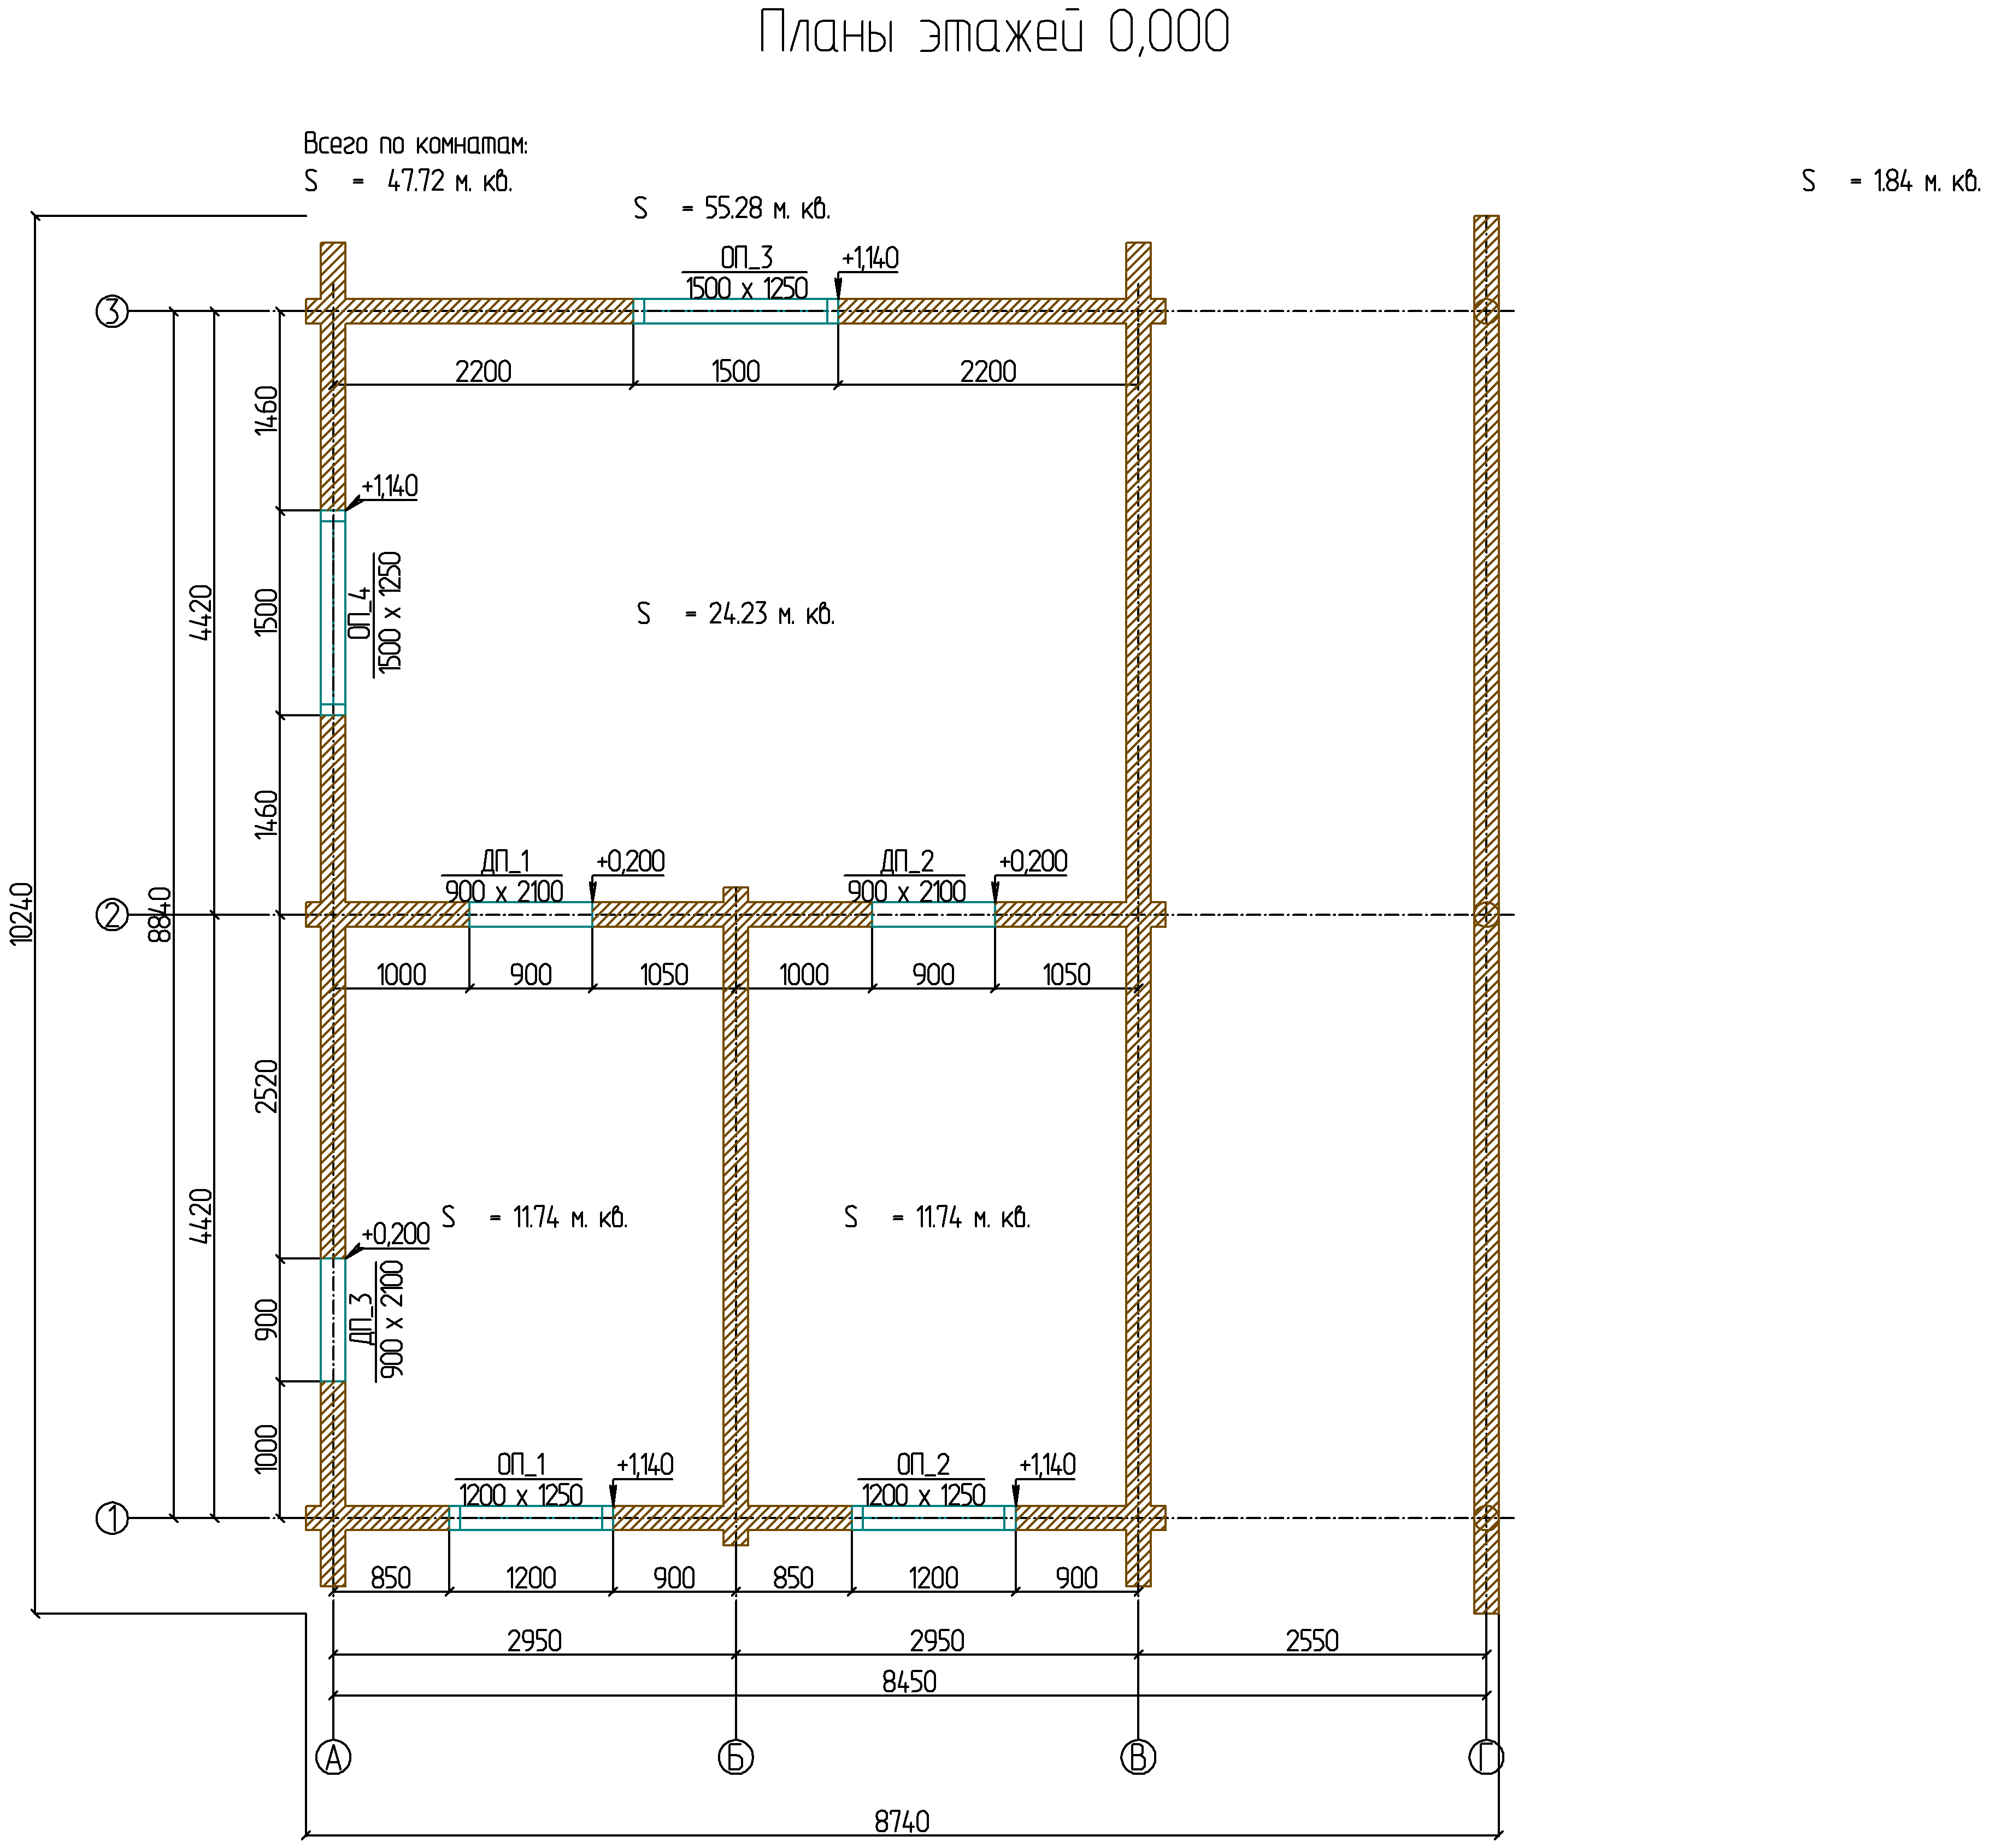 Планы этажей 0,000
Всего по комнатам:
S = 47.72 м. кв.
S = 1.84 м. кв.
S = 55.28 м. кв.
ОП_3
1500 х 1250
+1,140
3
2200
1500
2200
1460
+1,140
ОП_4
1500 х 1250
1500
4420
S = 24.23 м. кв.
1460
ДП_1
900 х 2100
+0,200
ДП_2
900 х 2100
+0,200
10240
8840
2
1000
900
1050
1000
900
1050
2520
4420
S = 11.74 м. кв.
S = 11.74 м. кв.
+0,200
ДП_3
900 х 2100
900
1000
ОП_1
1200 х 1250
+1,140
ОП_2
1200 х 1250
+1,140
1
850
1200
900
850
1200
900
2950
2950
2550
8450
А
Б
В
Г
8740